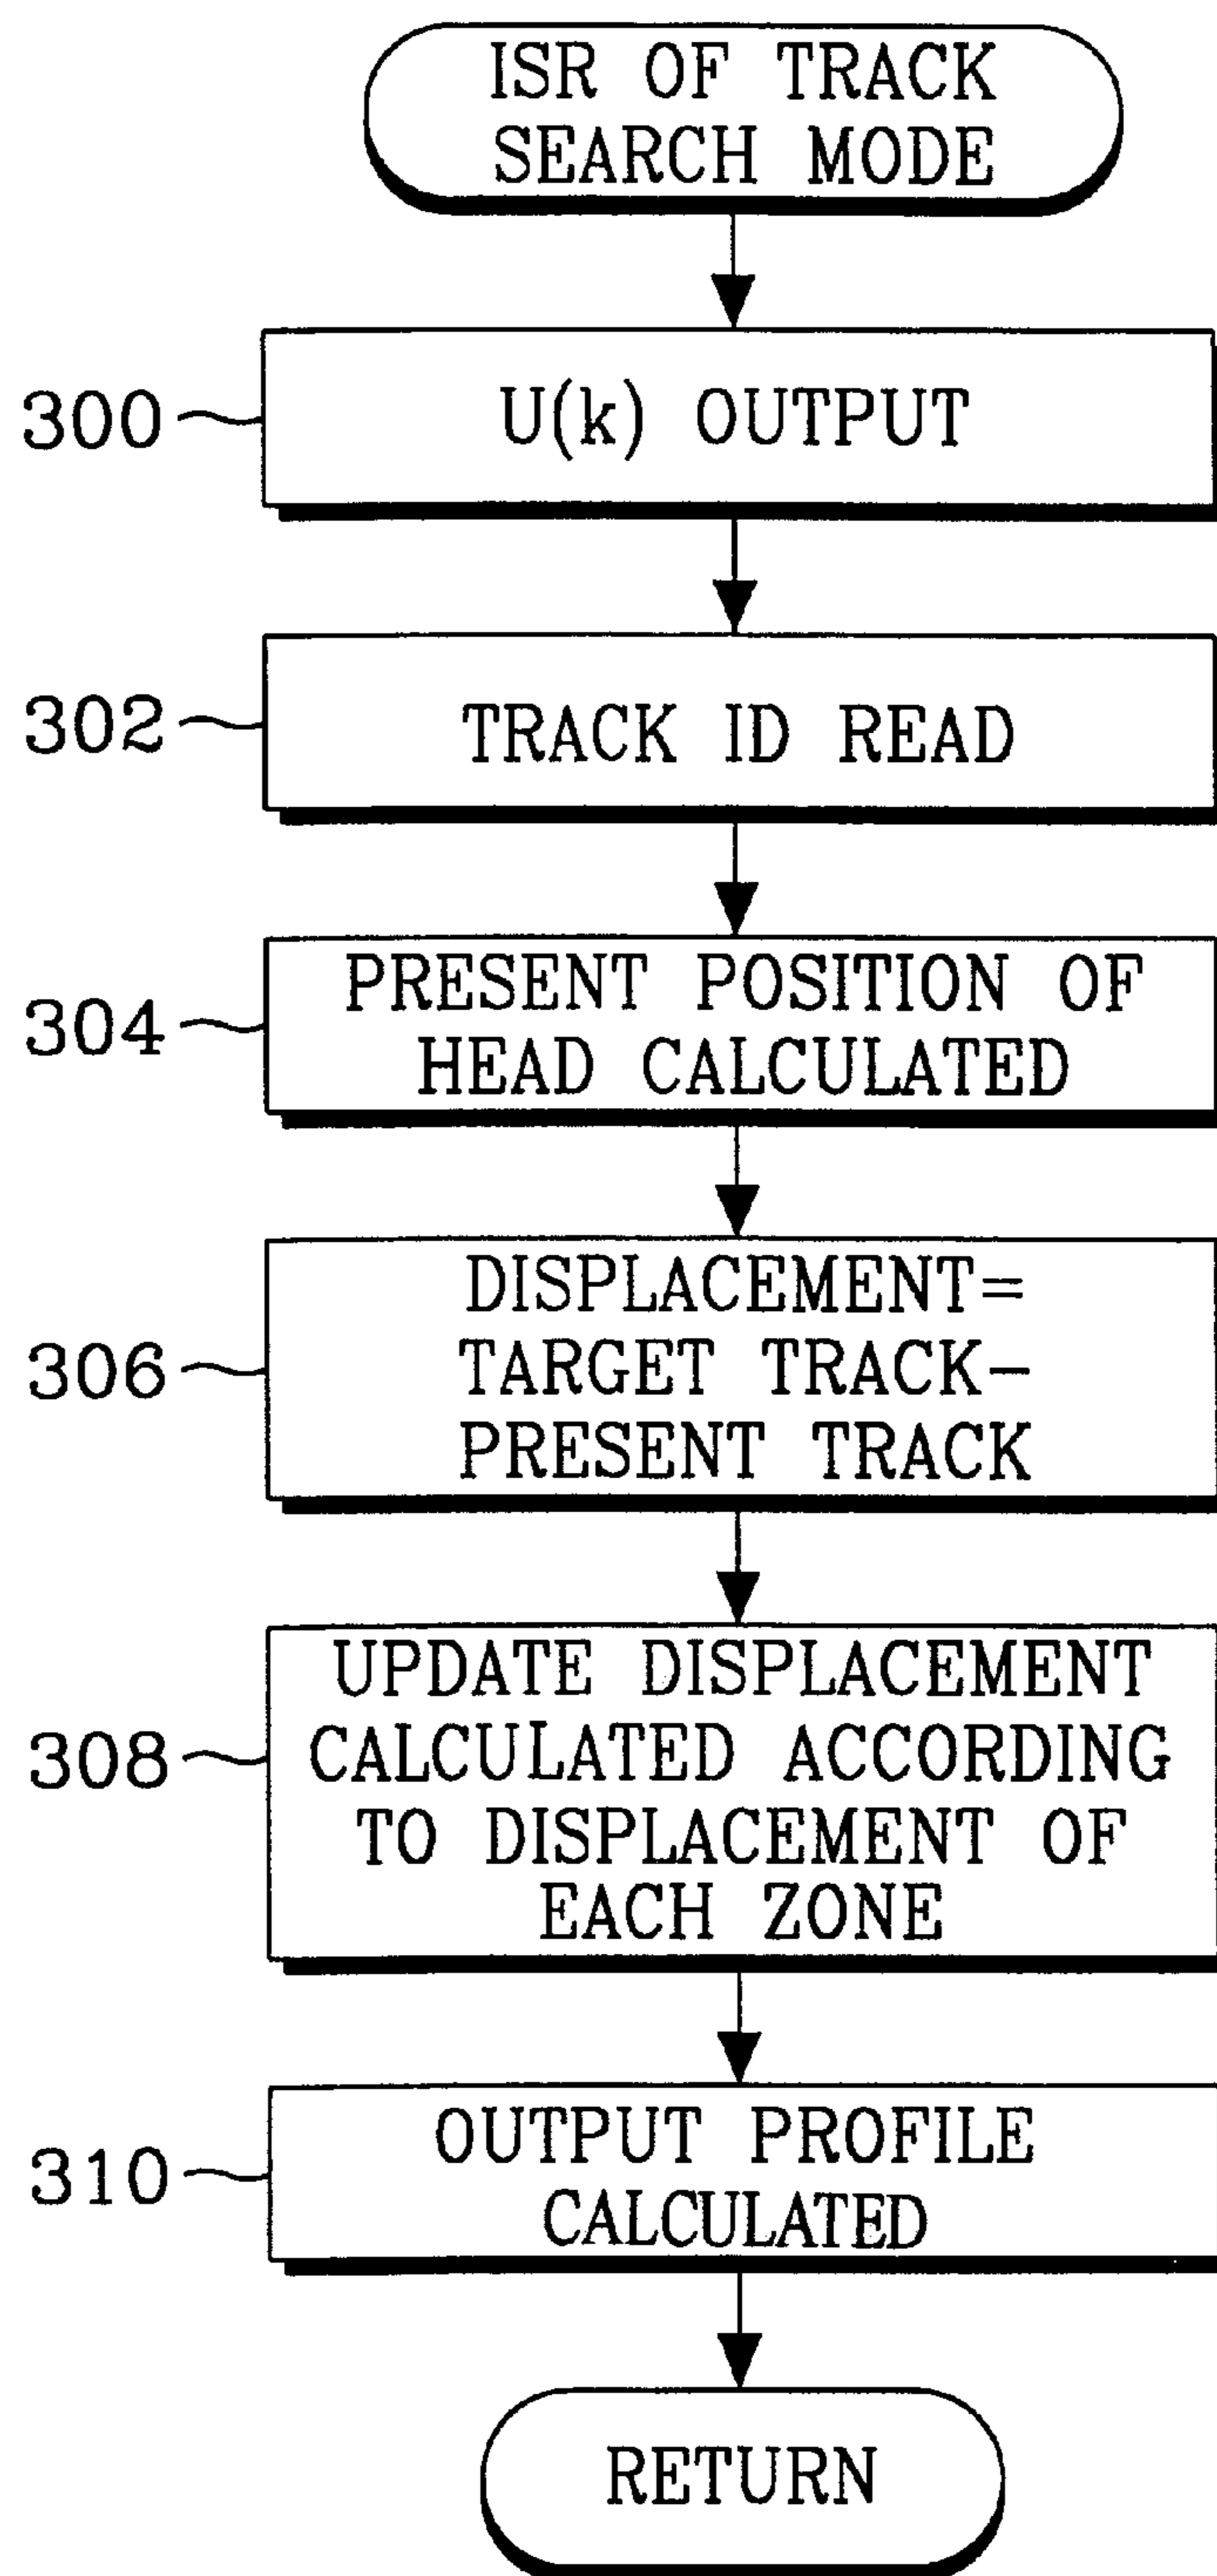 ISR OF TRACK
SEARCH MODE
300
U(k) OUTPUT
302
TRACK ID READ
304
PRESENT POSITION OF
HEAD CALCULATED
306
DISPLACEMENT=
TARGET TRACK-
PRESENT TRACK
308
UPDATE DISPLACEMENT
CALCULATED ACCORDING
TO DISPLACEMENT OF
EACH ZONE
310
OUTPUT PROFILE
CALCULATED
RETURN